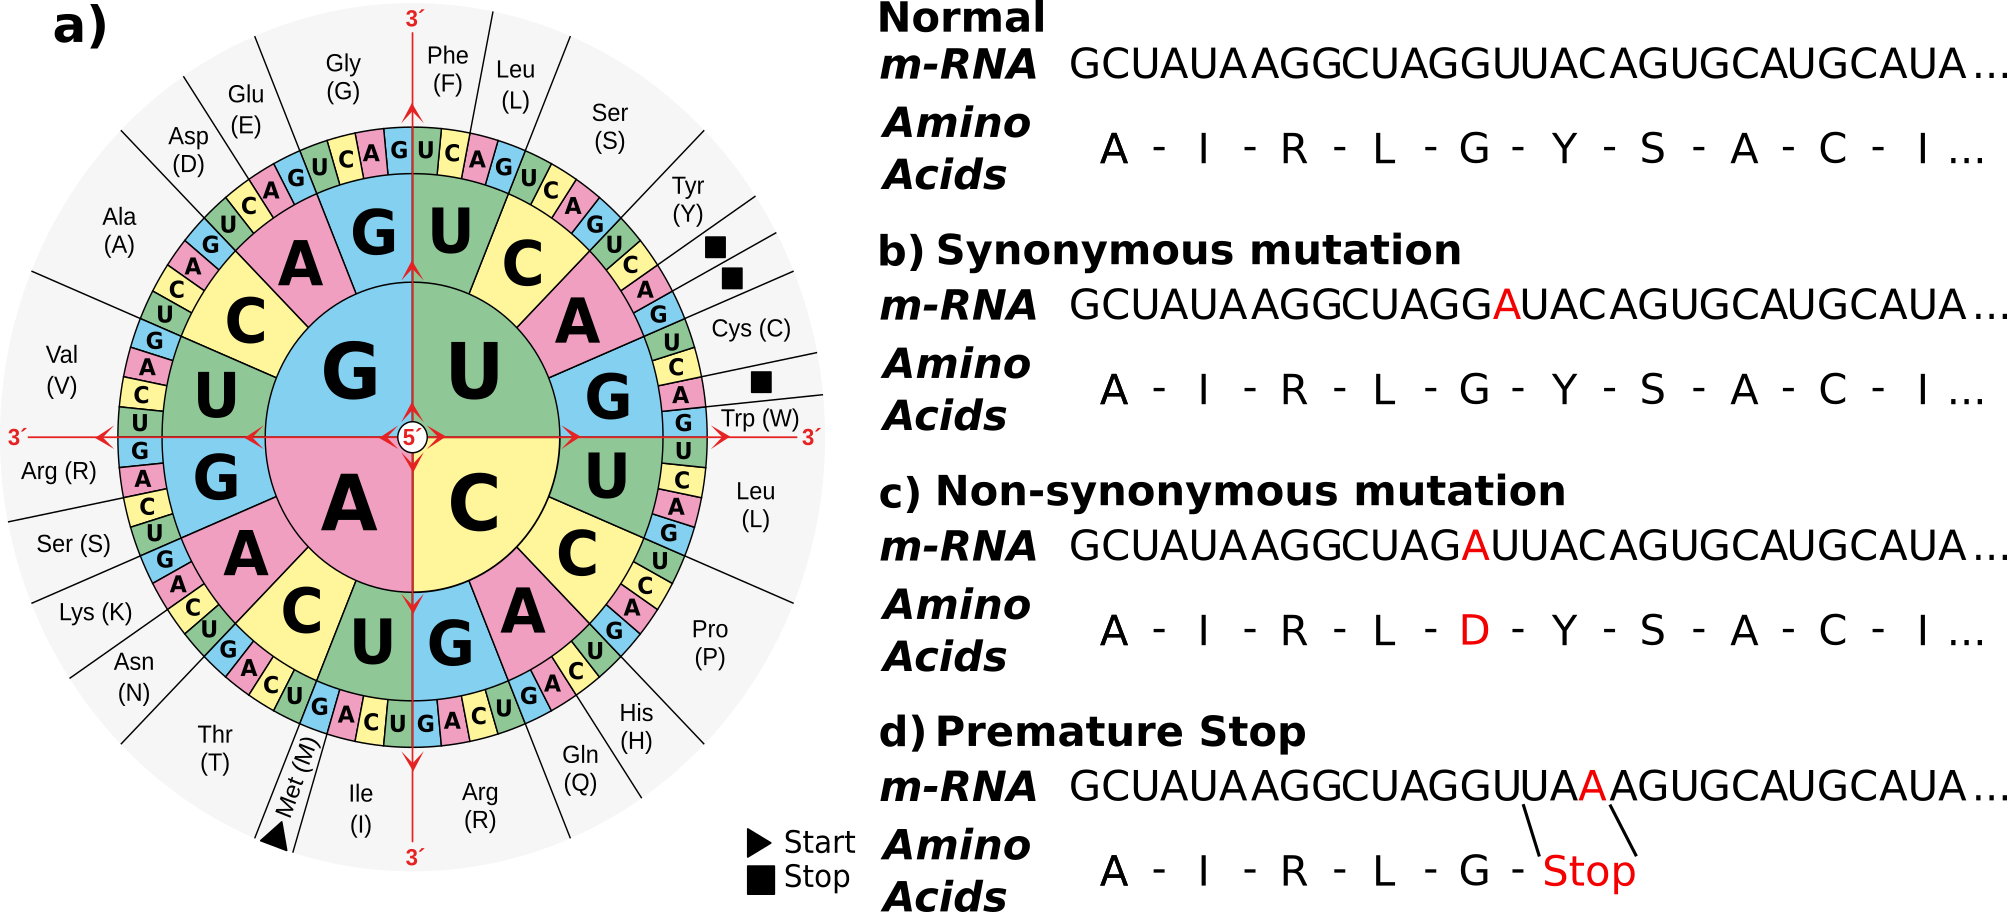 a)
3´
Phe
(F)
Leu
(L)
Ser
(S)
Tyr
(Y)
Cys (C)
Trp (W)
3´
Leu
(L)
Pro
(P)
His
(H)
Gln
(Q)
Arg
(R)
3´
Ile
(I)
Met (M)
Thr
(T)
Asn
(N)
Lys (K)
Ser (S)
Arg (R)
3´
Val
(V)
Ala
(A)
Asp
(D)
Glu
(E)
Gly
(G)
U C A G U C A G U C A G U C A G
U C A G U C A G U C A G U C A G
U C A G U C A G U C A G U C A G
U C A G U C A G U C A G U C A G
U C A G
U C A G
U C A G
U C A G
G U
A C
5´
Start
Stop
Normal
m-RNA GCUAUAAGGCUAGGUUACAGUGCAUGCAUA...
Amino
Acids
A - I - R - L - G - Y - S - A - C - I ...
b) Synonymous mutation
m-RNA GCUAUAAGGCUAGGAUACAGUGCAUGCAUA...
Amino
Acids
A - I - R - L - G - Y - S - A - C - I ...
c) Non-synonymous mutation
m-RNA GCUAUAAGGCUAGAUUACAGUGCAUGCAUA...
Amino
Acids
A - I - R - L - D - Y - S - A - C - I ...
d) Premature Stop
m-RNA GCUAUAAGGCUAGGUUAAAGUGCAUGCAUA...
Amino
Acids
A - I - R - L - G - Stop